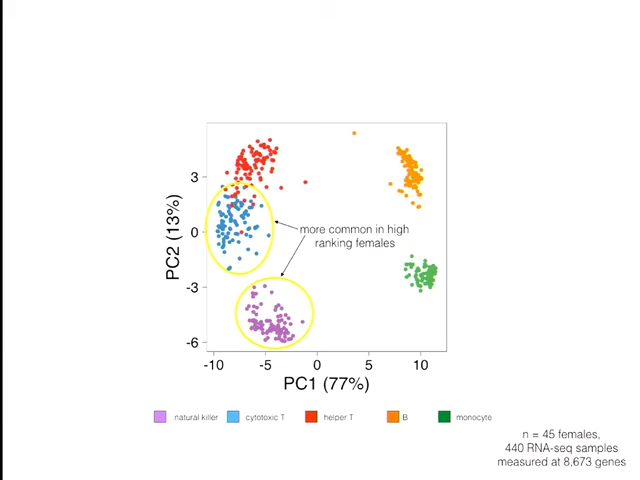 3
0
-3
-6
PC2 (13%)
more common in high
ranking females
-10 -5 0 5 10
PC1 (77%)
natural killer cytotoxic T helper T B monocyte
n = 45 females,
440 RNA-seq samples
measured at 8,673 genes